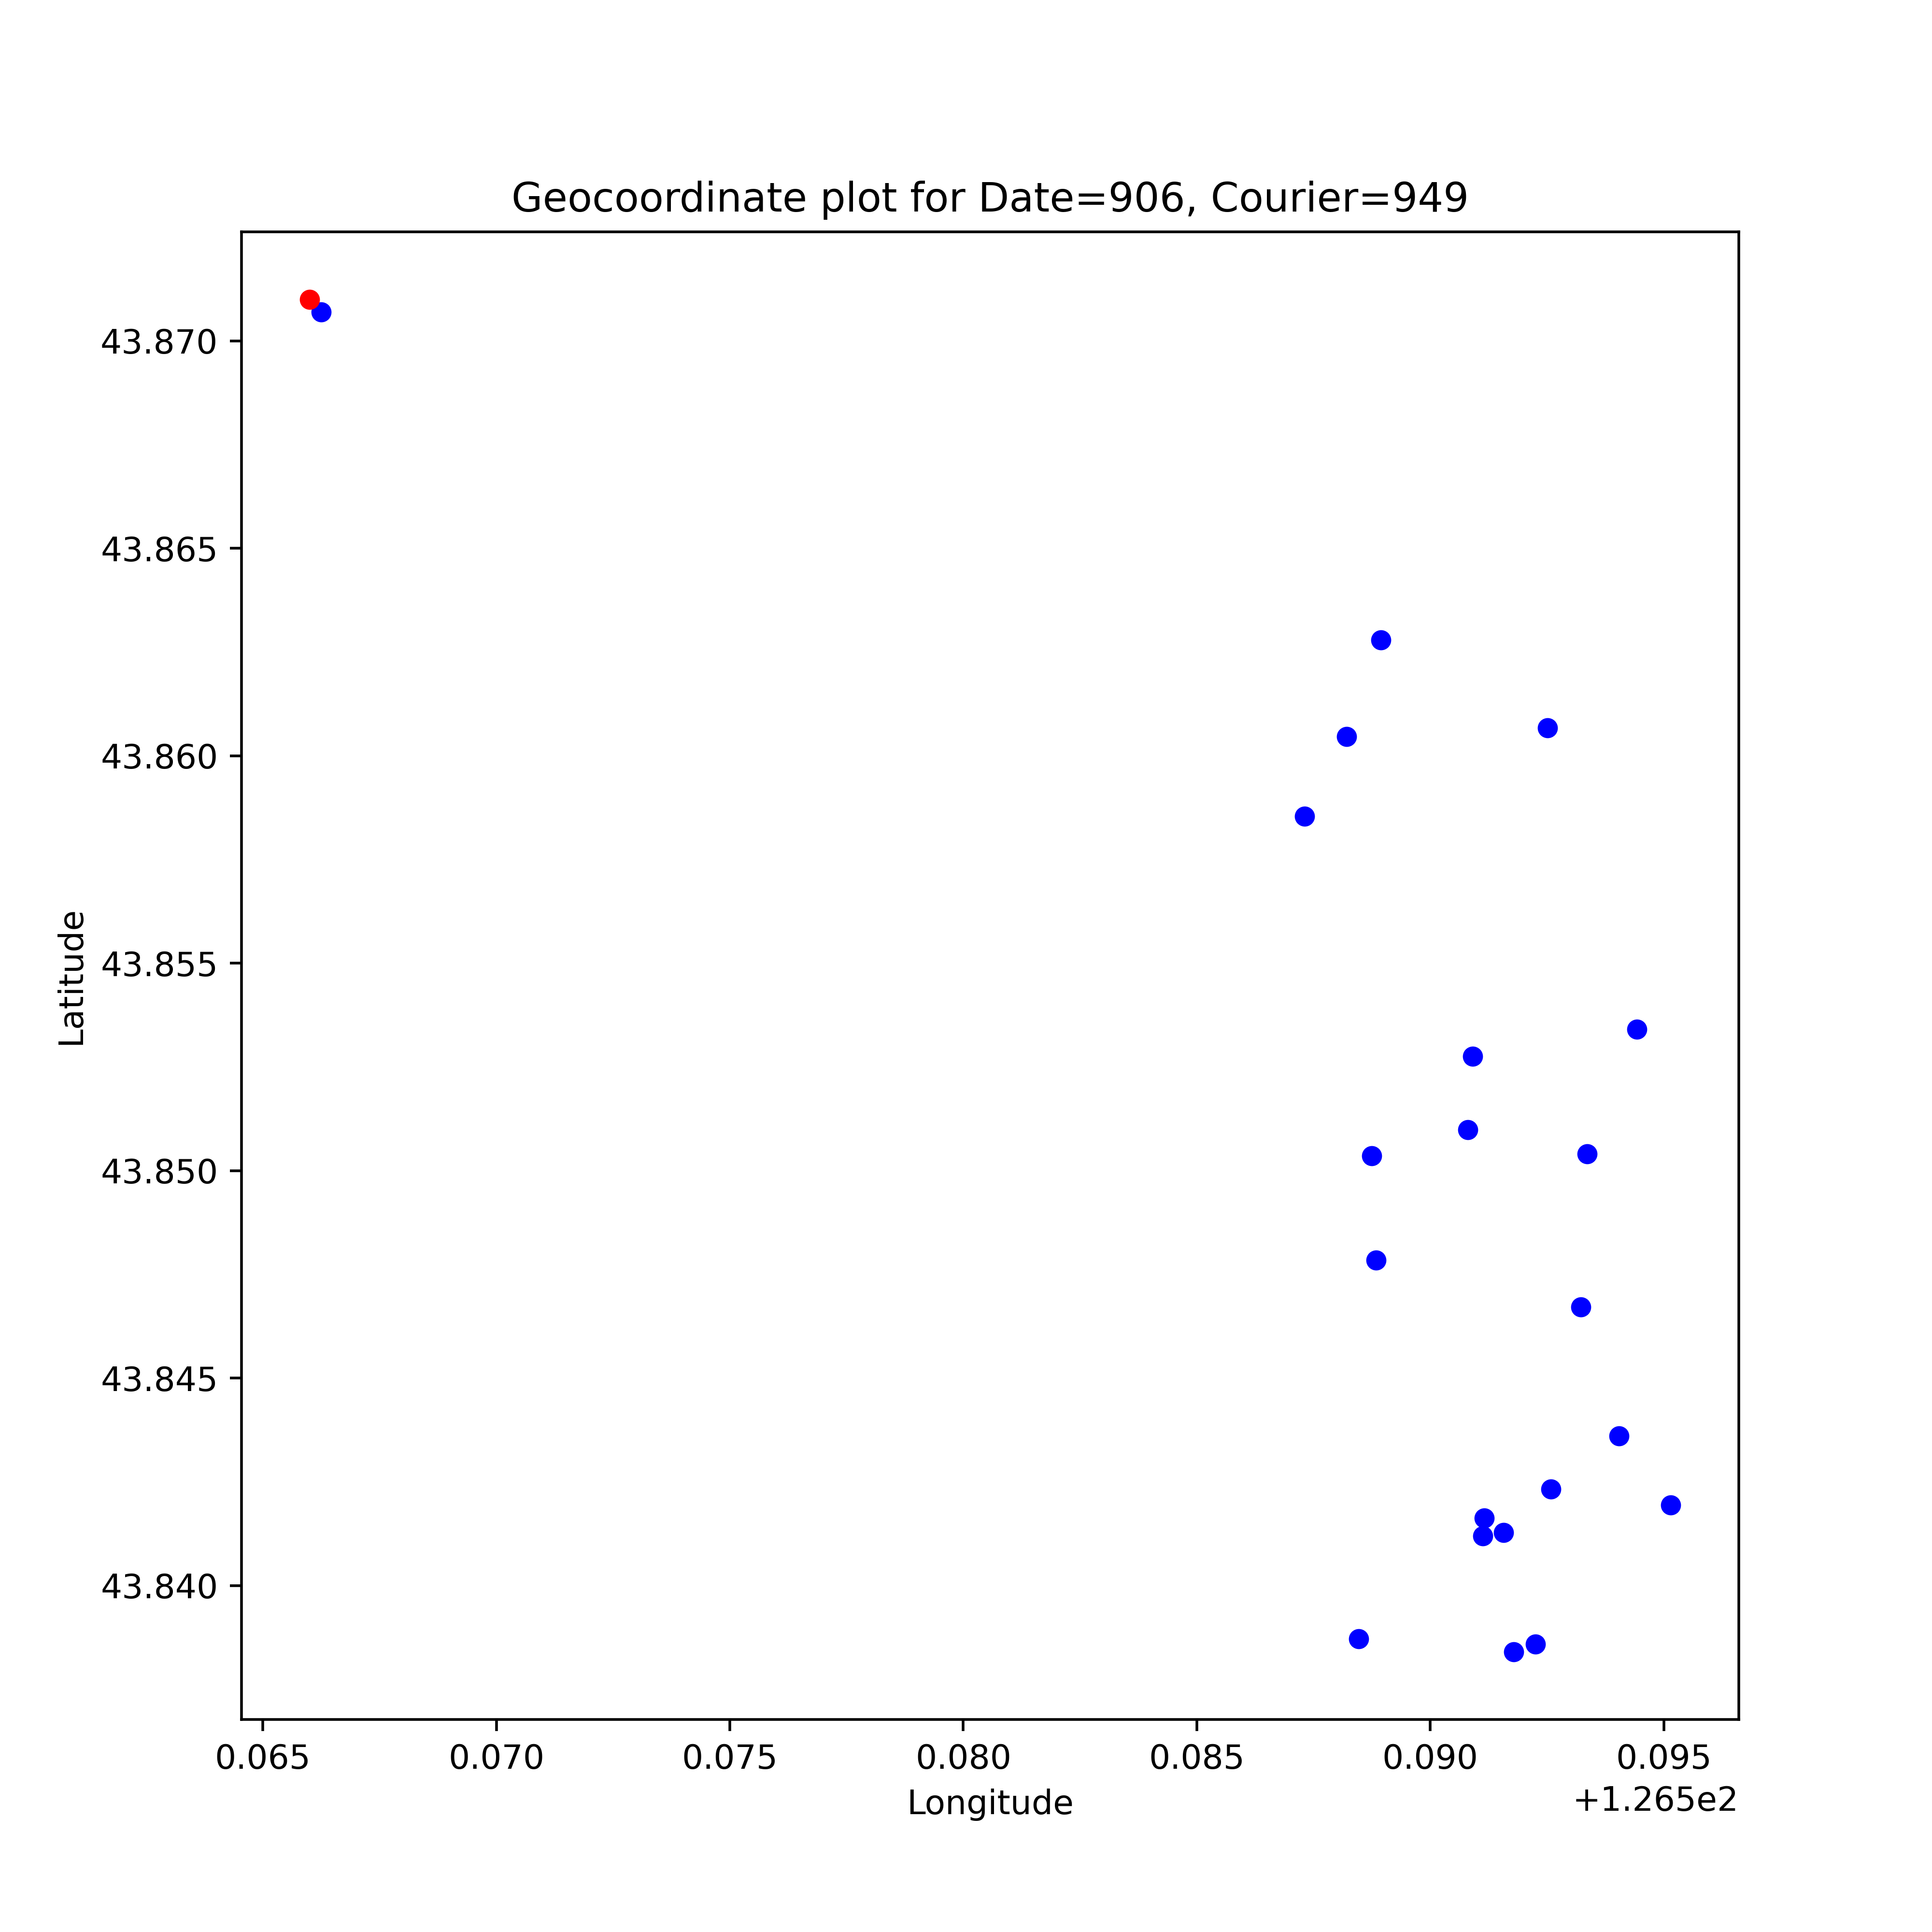 Geocoordinate plot for Date=906, Courier=949
43.870
43.865
43.860
43.855
43.850
43.845
43.840
Latitude
0.065 0.070 0.075 0.080 0.085 0.090 0.095
Longitude
+1.265e2